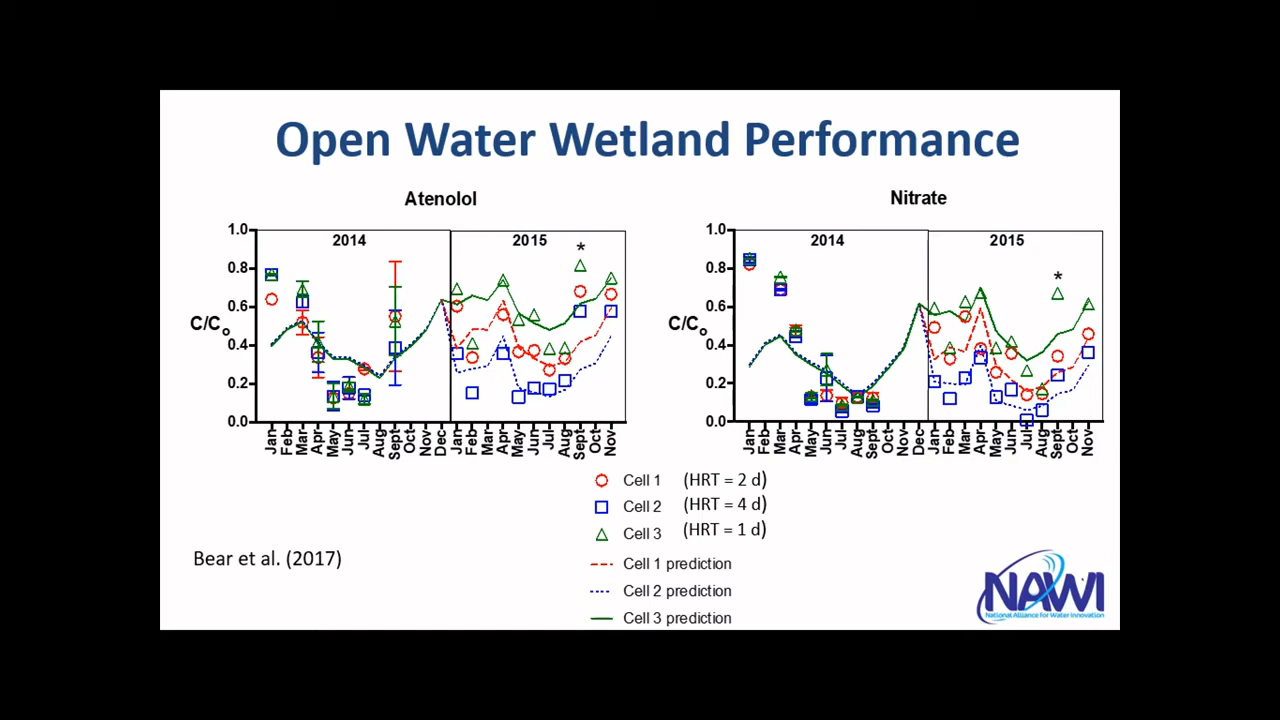 Open Water Wetland Performance
Atenolol
Nitrate
1.0
0.8
0.6
0.4
0.2
0.0
C/Co
2014
2015
*
Jan
Feb
Mar
Apr
May
Jun
Jul
Aug
Sept
Oct
Nov
Dec
Jan
Feb
Mar
Apr
May
Jun
Jul
Aug
Sept
Oct
Nov
1.0
0.8
0.6
0.4
0.2
0.0
C/Co
2014
2015
*
Jan
Feb
Mar
Apr
May
Jun
Jul
Aug
Sept
Oct
Nov
Dec
Jan
Feb
Mar
Apr
May
Jun
Jul
Aug
Sept
Oct
Nov
Cell 1 (HRT = 2 d)
Cell 2 (HRT = 4 d)
Cell 3 (HRT = 1 d)
Cell 1 prediction
Cell 2 prediction
Cell 3 prediction
Bear et al. (2017)
NAWI
National Alliance for Water Innovation